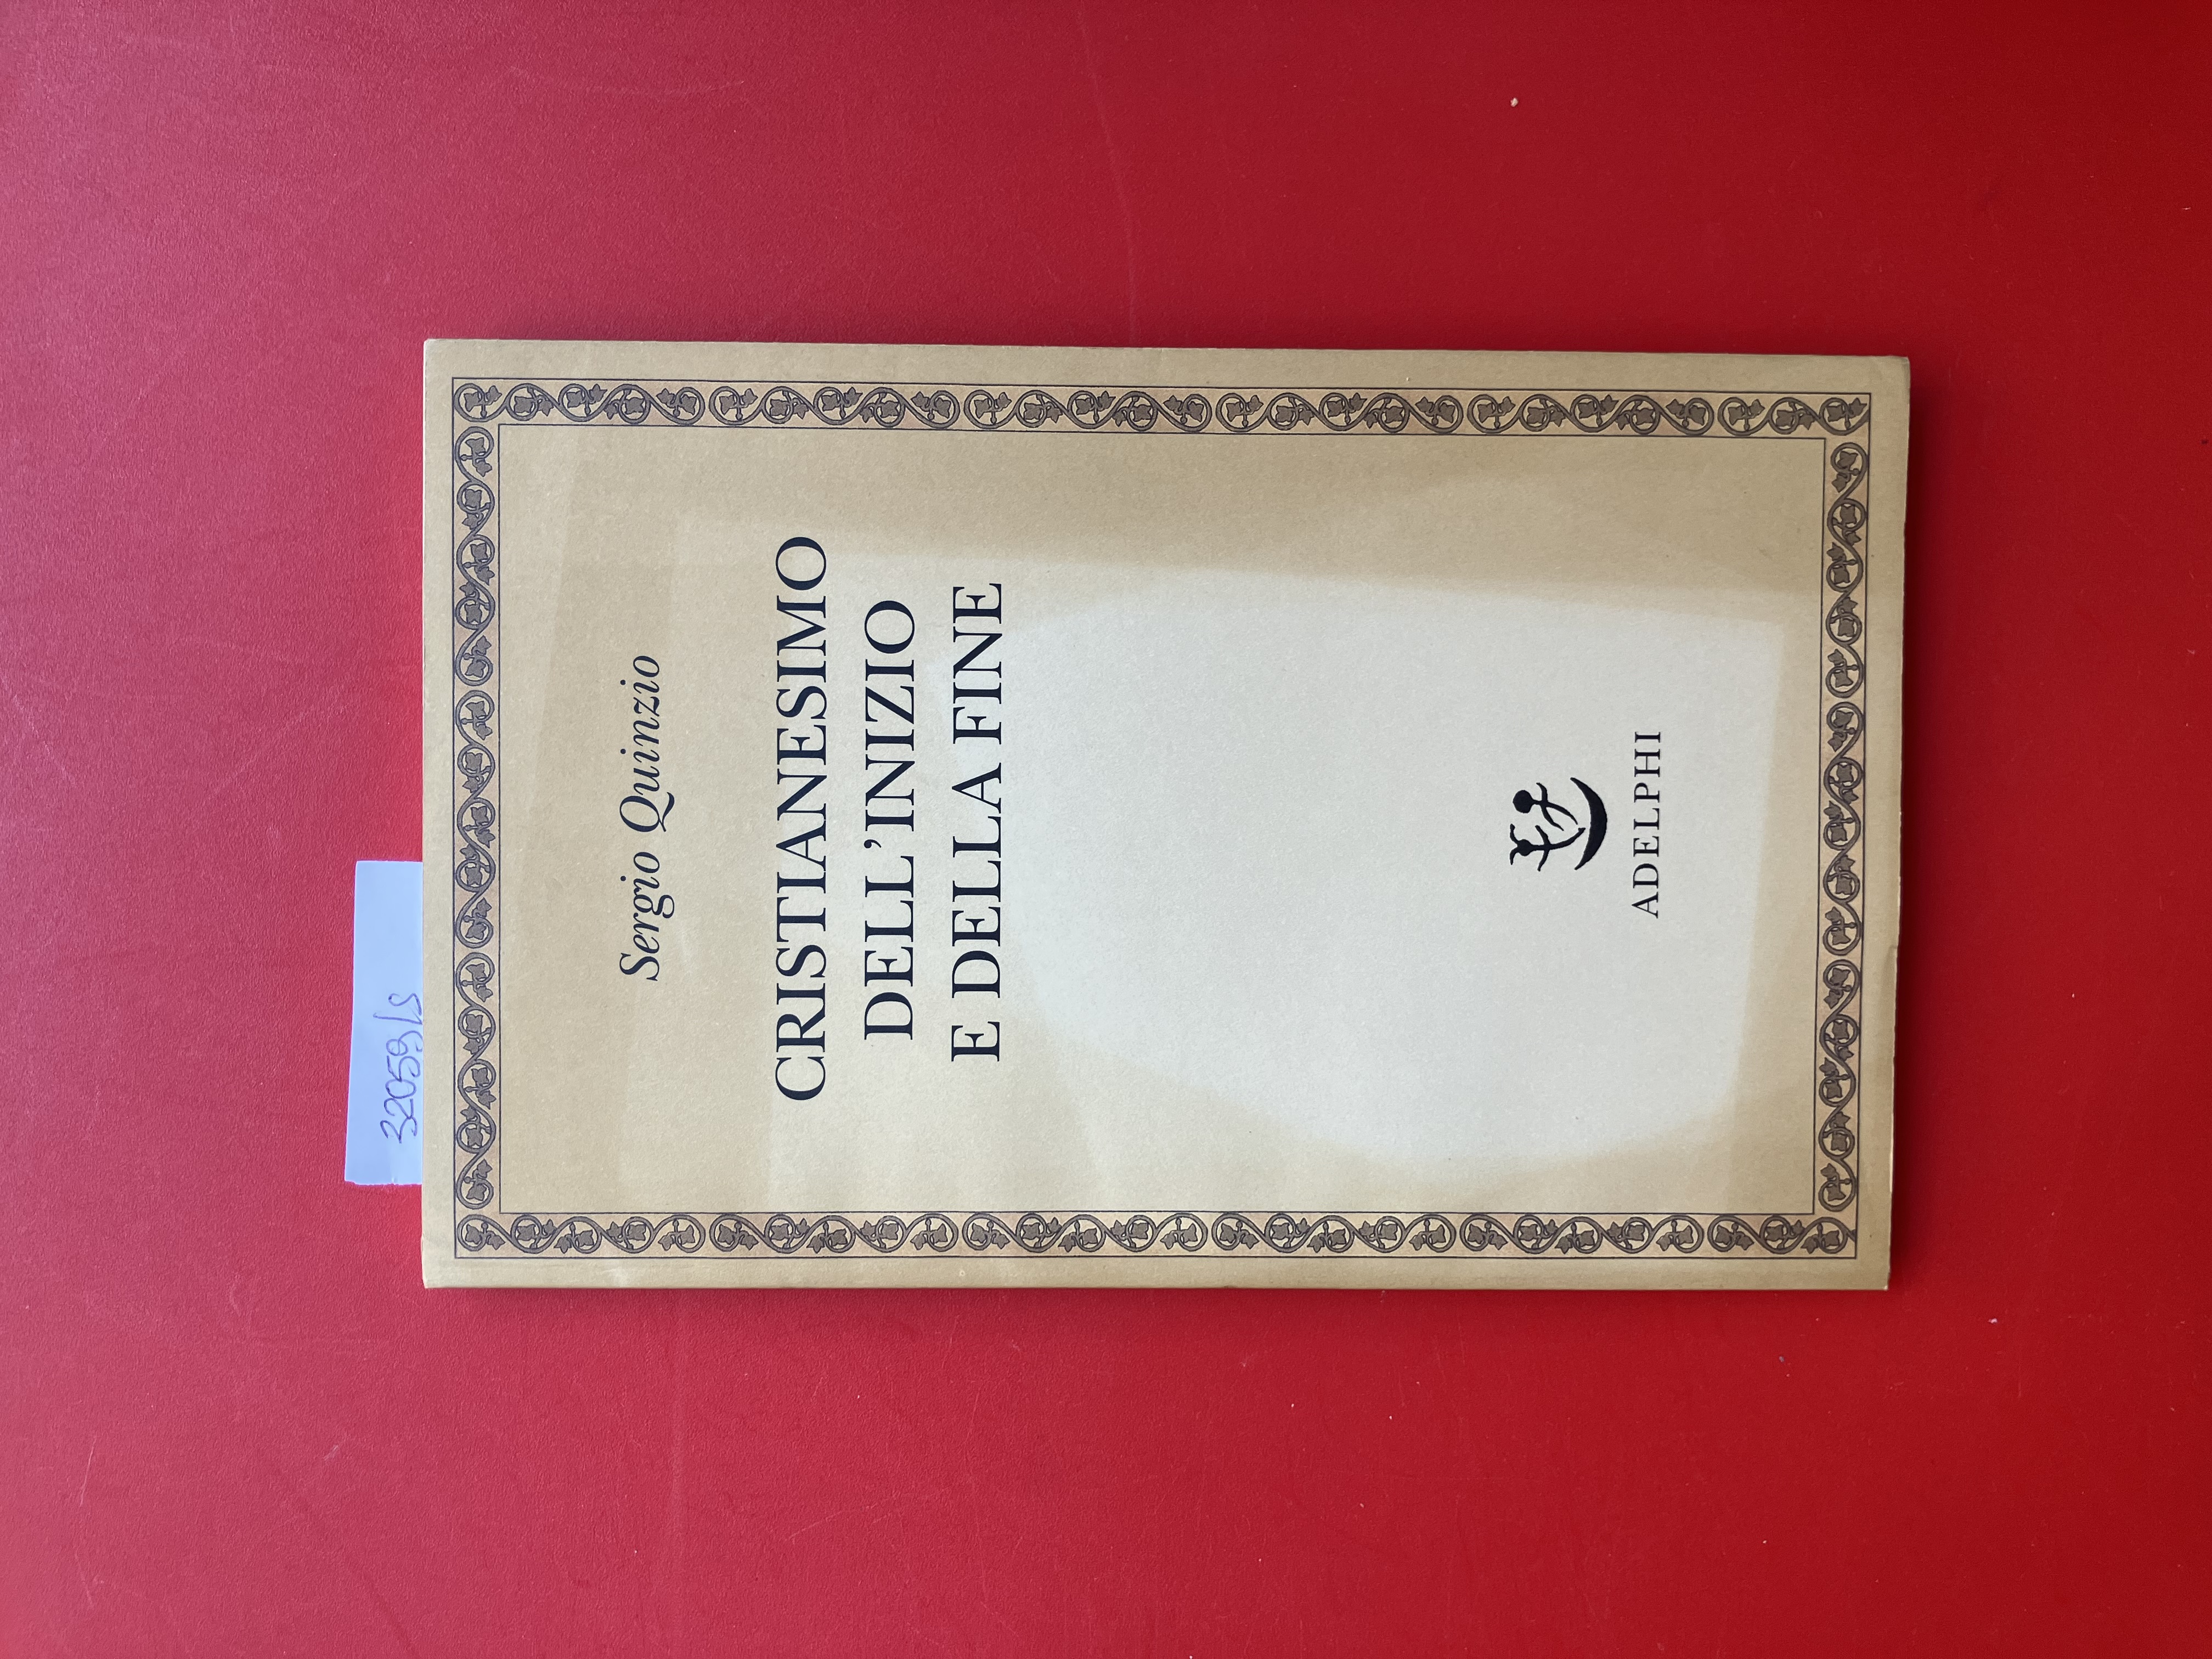 32059/S
Sergio Quinzio
CRISTIANESIMO
DELL'INIZIO
E DELLA FINE
ADELPHI